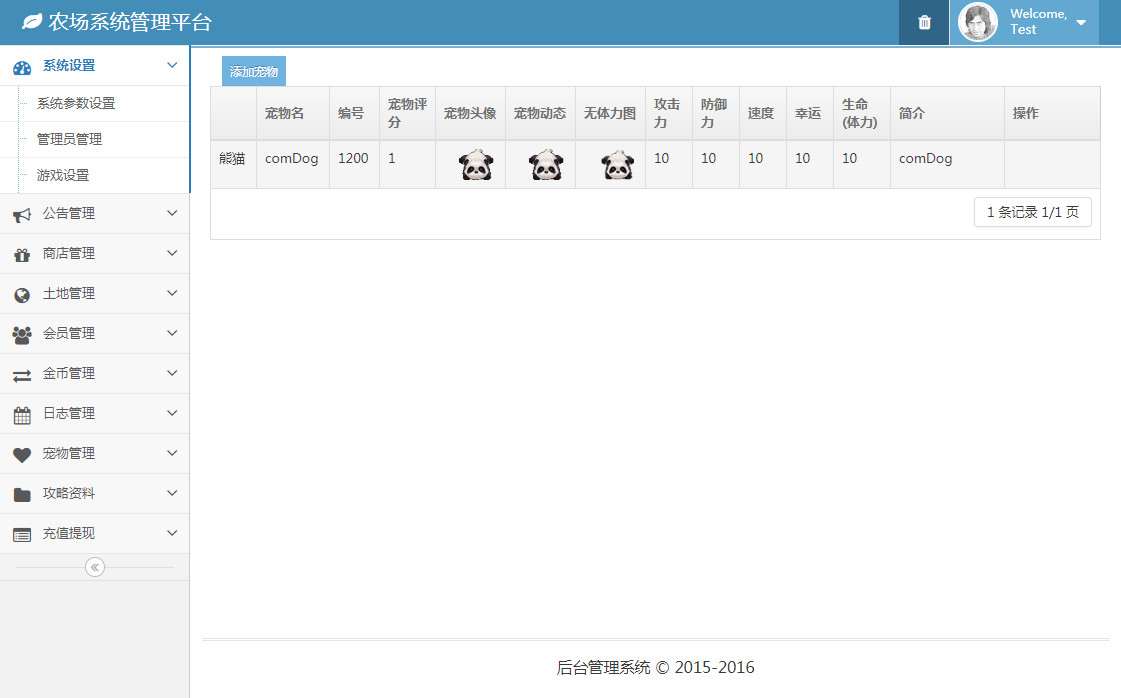 农场系统管理平台
Welcome,
Test
系统设置
系统参数设置
管理员管理
游戏设置
公告管理
商店管理
土地管理
会员管理
金币管理
日志管理
宠物管理
攻略资料
充值提现
添加宠物
宠物名 编号 宠物评分 宠物头像 宠物动态 无体力图 攻击力 防御力 速度 幸运 生命(体力) 简介 操作
熊猫 comDog 1200 1 10 10 10 10 10 comDog
1 条记录 1/1 页
后台管理系统 © 2015-2016